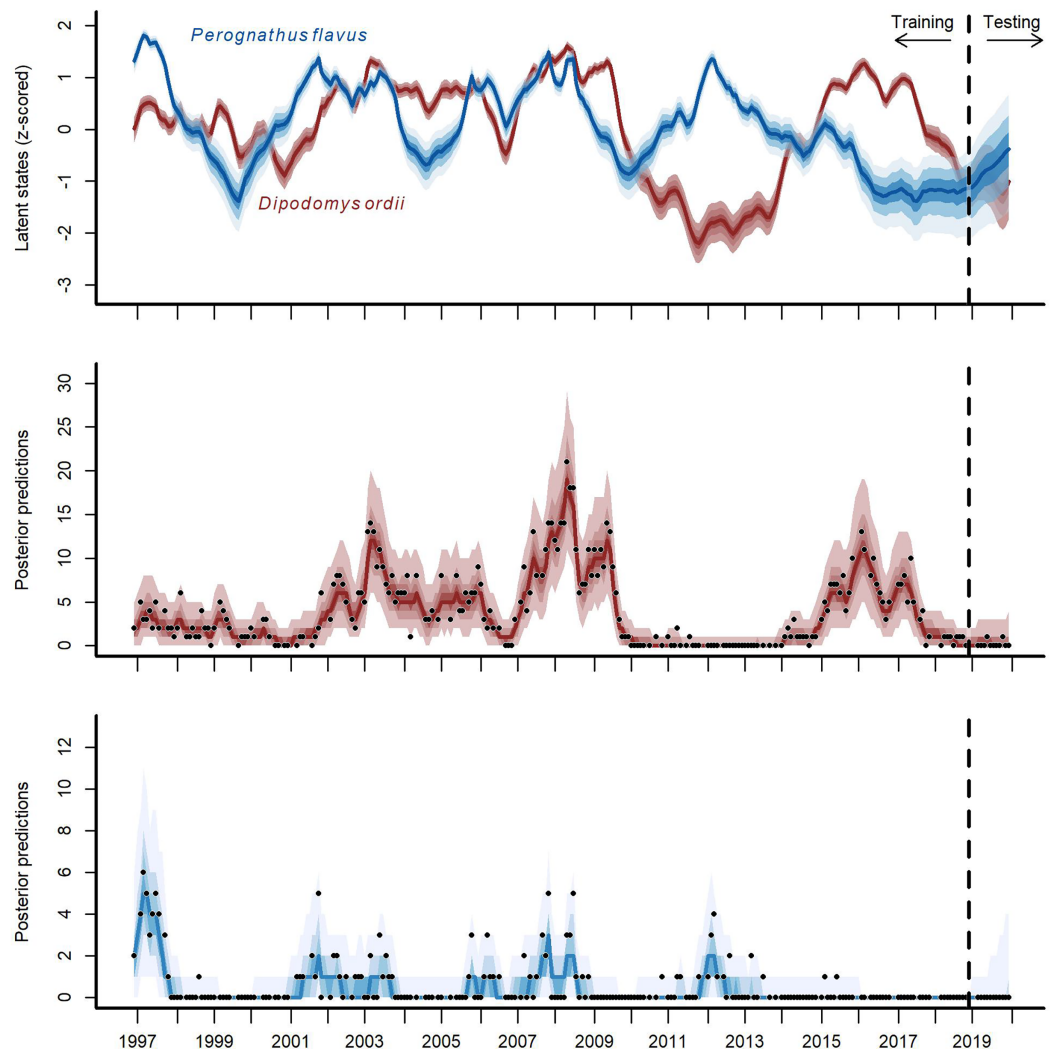 Training Testing
Perognathus flavus
Dipodomys ordii
Latent states (z-scored)
2
1
0
-1
-2
-3
Posterior predictions
30
25
20
15
10
5
0
Posterior predictions
12
10
8
6
4
2
0
1997 1999 2001 2003 2005 2007 2009 2011 2013 2015 2017 2019